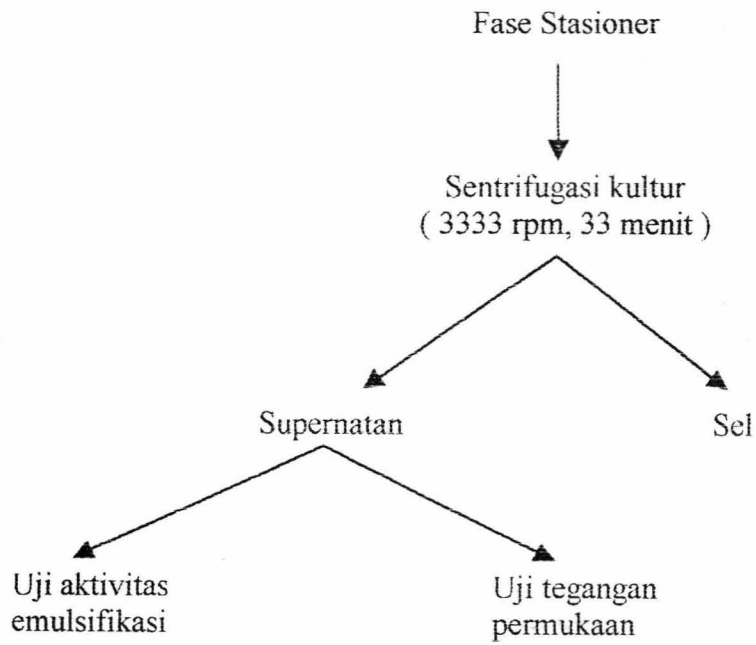 Fase Stasioner
Sentrifugasi kultur
( 3333 rpm, 33 menit )
Supernatan
Sel
Uji aktivitas
emulsifikasi
Uji tegangan
permukaan